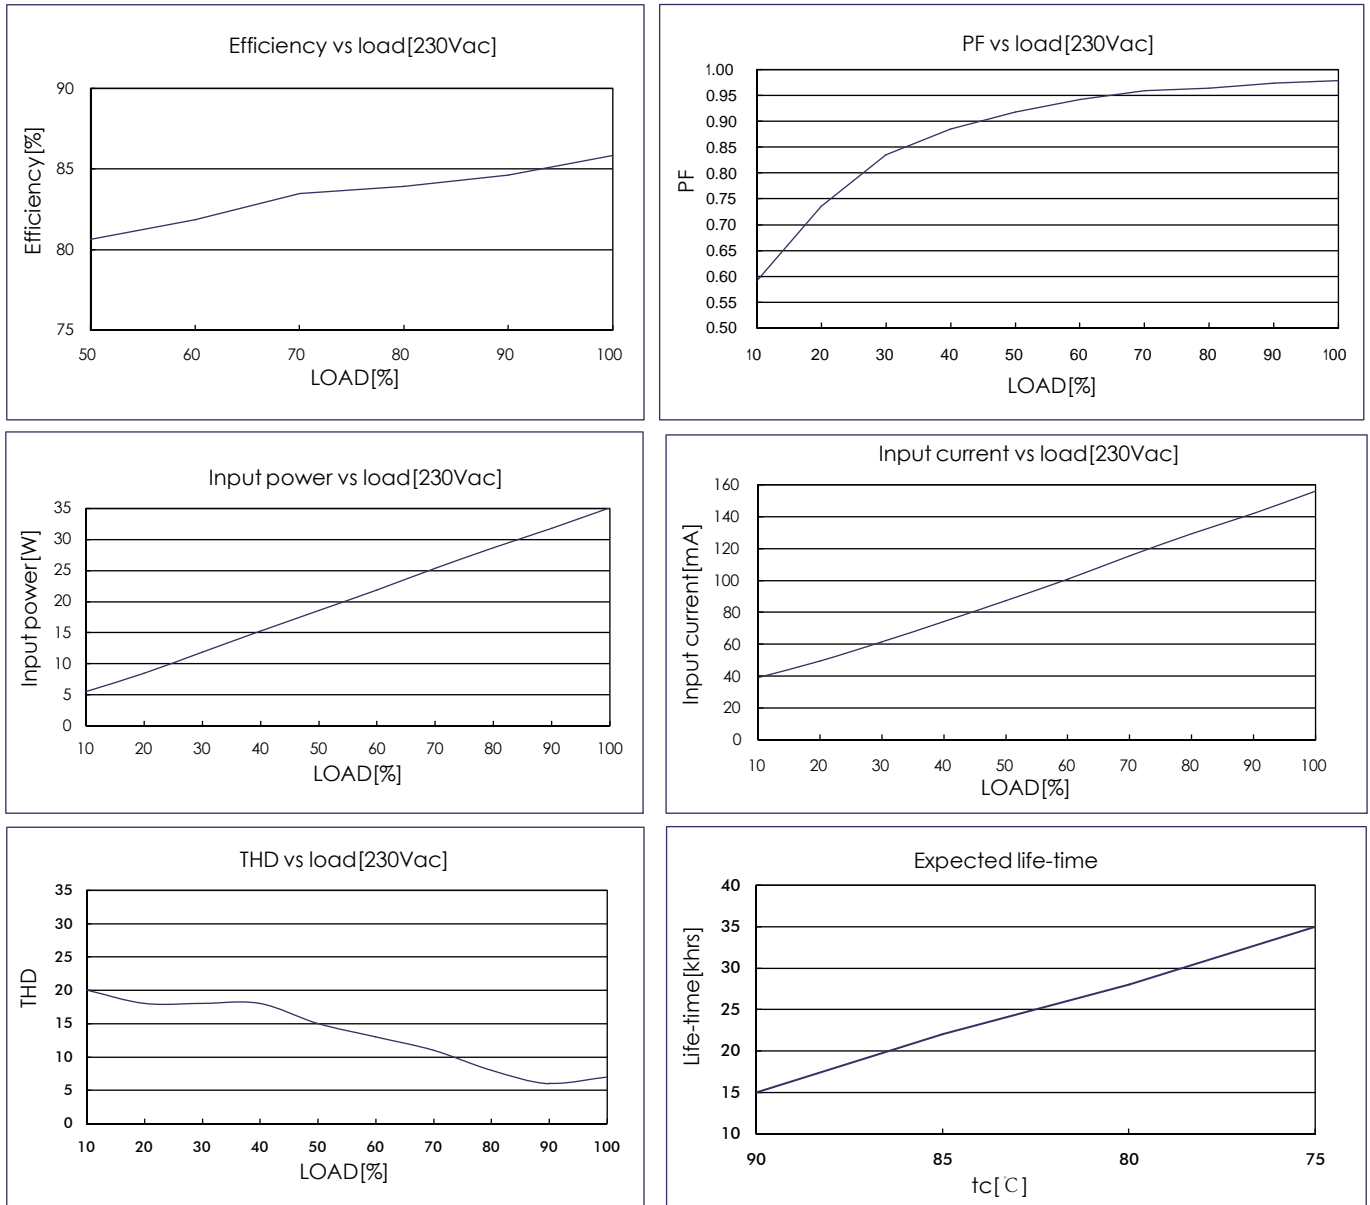 Efficiency vs load[230Vac]
Efficiency[%]
90
85
80
75
50 60 70 80 90 100
LOAD[%]
PF vs load[230Vac]
PF
1.00
0.95
0.90
0.85
0.80
0.75
0.70
0.65
0.60
0.55
0.50
10 20 30 40 50 60 70 80 90 100
LOAD[%]
Input power vs load[230Vac]
Input power[W]
35
30
25
20
15
10
5
0
10 20 30 40 50 60 70 80 90 100
LOAD[%]
Input current vs load[230Vac]
Input current[mA]
160
140
120
100
80
60
40
20
0
10 20 30 40 50 60 70 80 90 100
LOAD[%]
THD vs load[230Vac]
THD
35
30
25
20
15
10
5
0
10 20 30 40 50 60 70 80 90 100
LOAD[%]
Expected life-time
Life-time[khrs]
40
35
30
25
20
15
10
90 85 80 75
tc[℃]